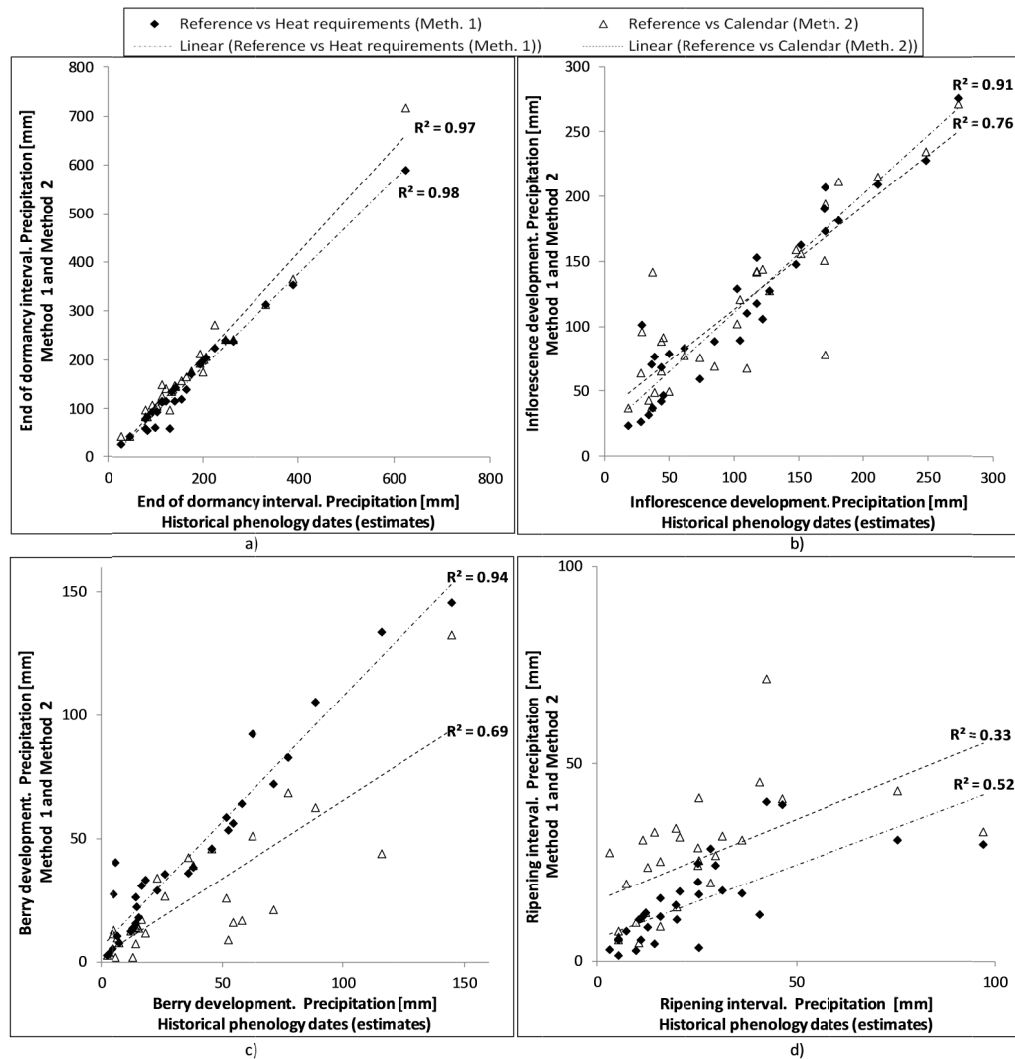 Reference vs Heat requirements (Meth. 1)
Reference vs Calendar (Meth. 2)
Linear (Reference vs Heat requirements (Meth. 1))
Linear (Reference vs Calendar (Meth. 2))
End of dormancy interval. Precipitation [mm]
Method 1 and Method 2
800
700
600
500
400
300
200
100
0
R² = 0.97
R² = 0.98
0 200 400 600 800
End of dormancy interval. Precipitation [mm]
Historical phenology dates (estimates)
a)
Inflorescence development. Precipitation [mm]
Method 1 and Method 2
300
250
200
150
100
50
0
R² = 0.91
R² = 0.76
0 50 100 150 200 250 300
Inflorescence development. Precipitation [mm]
Historical phenology dates (estimates)
b)
Berry development. Precipitation [mm]
Method 1 and Method 2
150
100
50
0
R² = 0.94
R² = 0.69
0 50 100 150
Berry development. Precipitation [mm]
Historical phenology dates (estimates)
c)
Ripening interval. Precipitation [mm]
Method 1 and Method 2
100
50
0
R² = 0.33
R² = 0.52
0 50 100
Ripening interval. Precipitation [mm]
Historical phenology dates (estimates)
d)